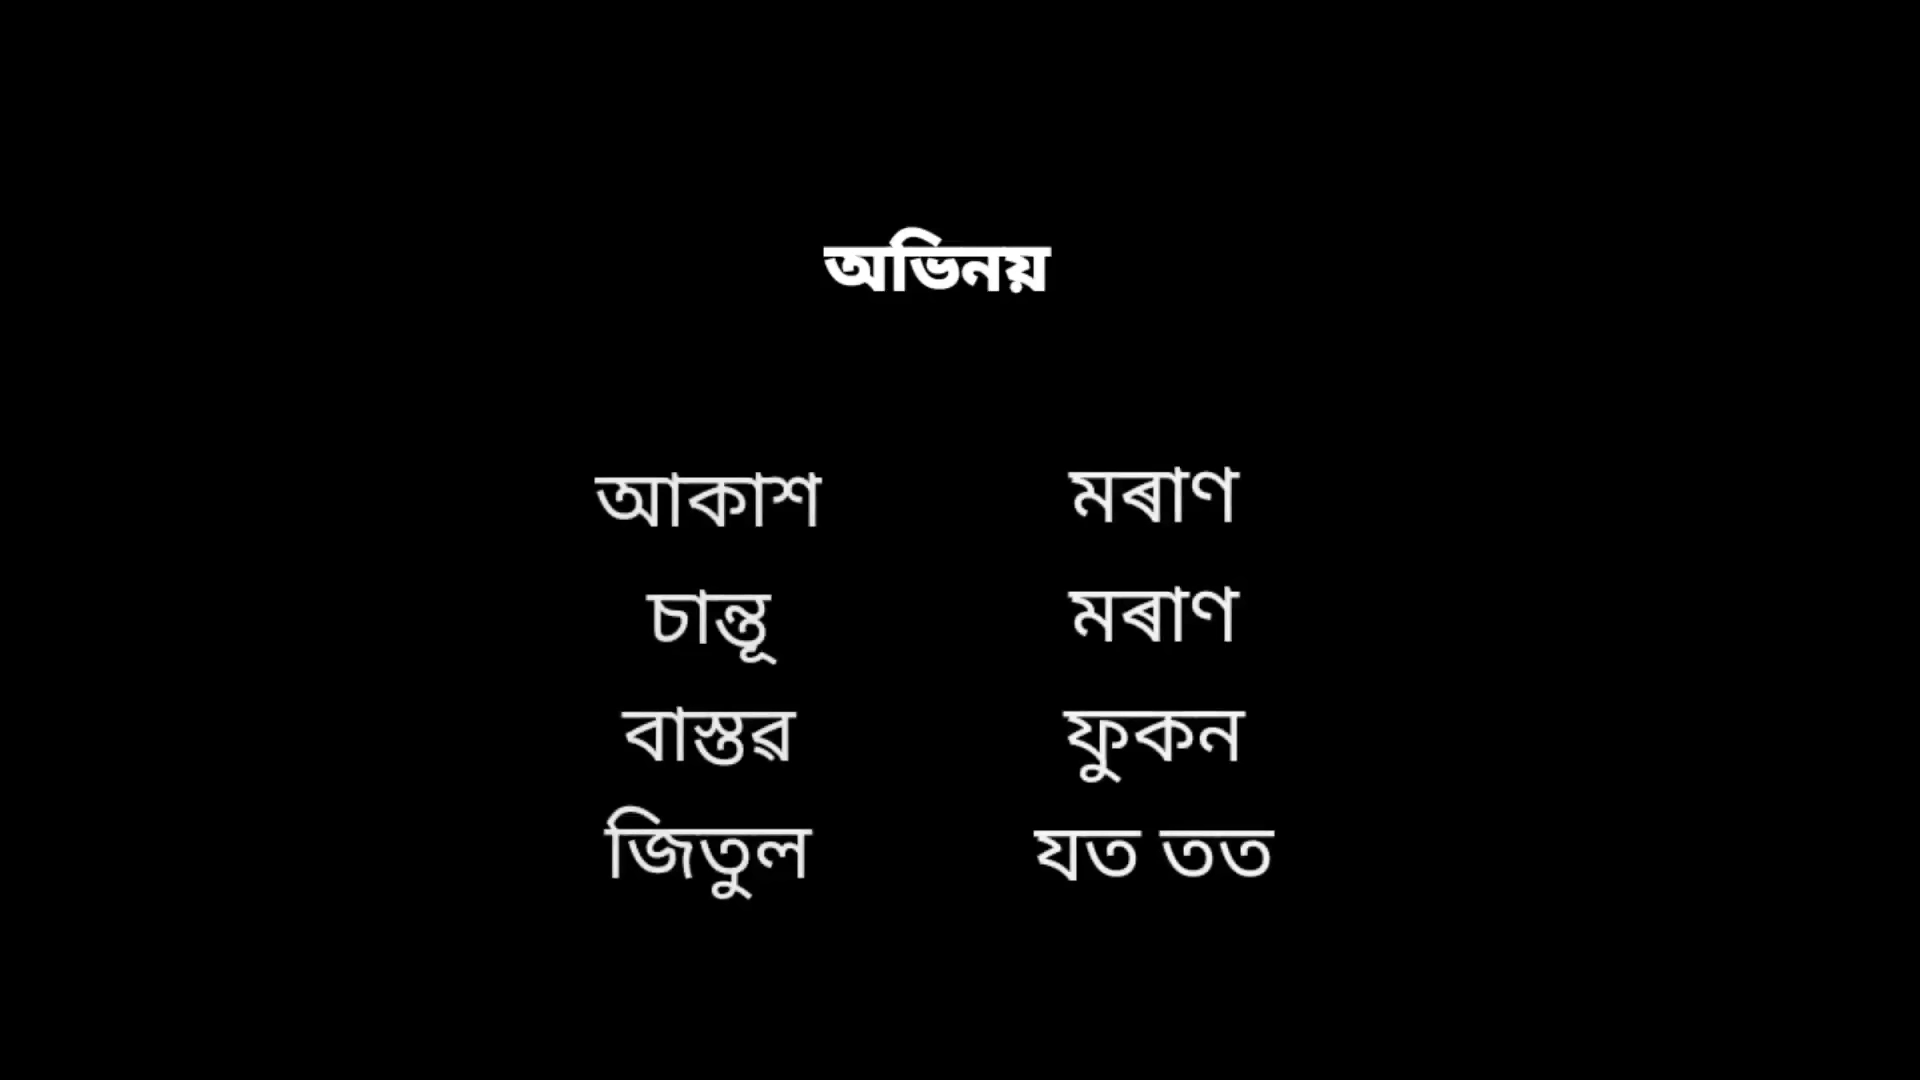 অভিনয়
আকাশ মৰাণ
চান্তূ মৰাণ
বাস্তৱ ফুকন
জিতুল যত তত